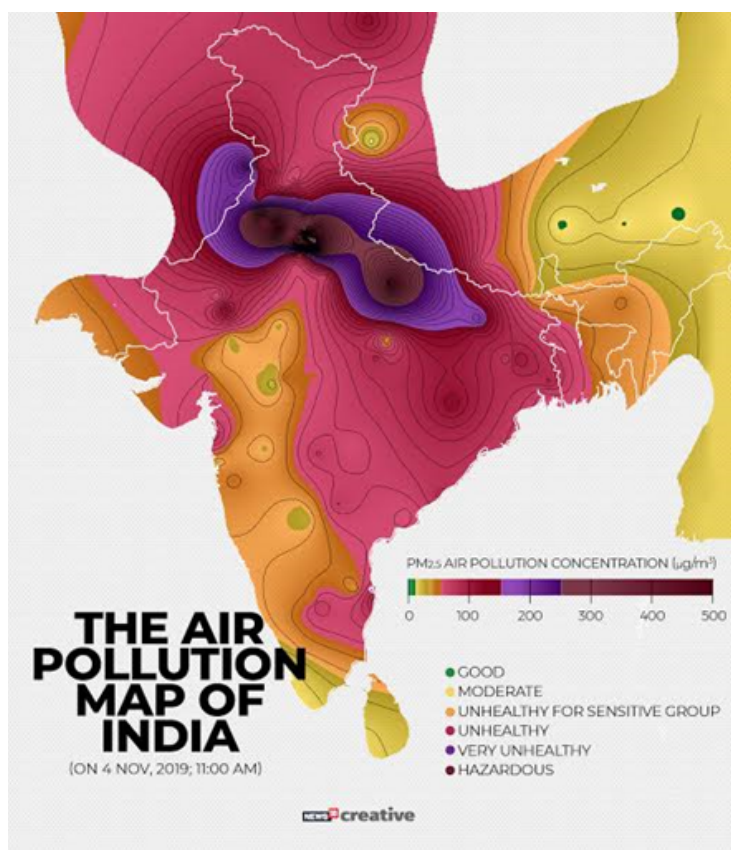 PM2.5 AIR POLLUTION CONCENTRATION (μg/m³)
0 100 200 300 400 500
THE AIR
POLLUTION
MAP OF
INDIA
(ON 4 NOV, 2019; 11:00 AM)
GOOD
MODERATE
UNHEALTHY FOR SENSITIVE GROUP
UNHEALTHY
VERY UNHEALTHY
HAZARDOUS
NEWS18 creative